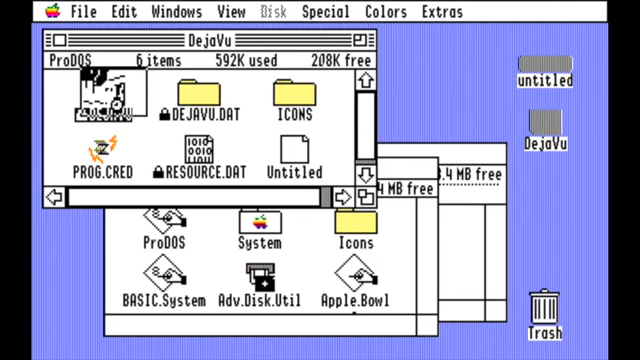 File Edit Windows View Disk Special Colors Extras
DejaVu
ProDOS 6 items 592K used 208K free
DEJAVU.DAT ICONS
PROG.CRED RESOURCE.DAT Untitled
untitled
DejaVu
3.4 MB free
4 MB free
ProDOS System Icons
BASIC.System Adv.Disk.Util Apple.Bowl
Trash